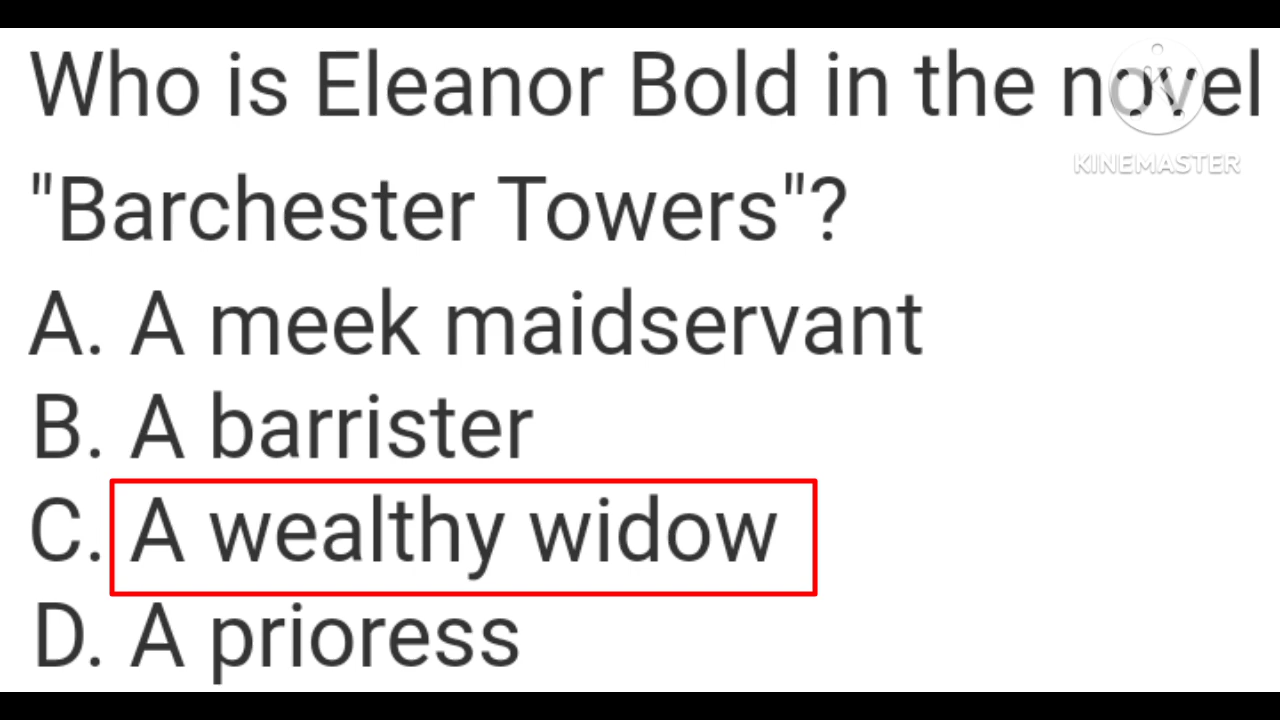 Who is Eleanor Bold in the novel
KINEMASTER
"Barchester Towers"?
A. A meek maidservant
B. A barrister
C. A wealthy widow
D. A prioress